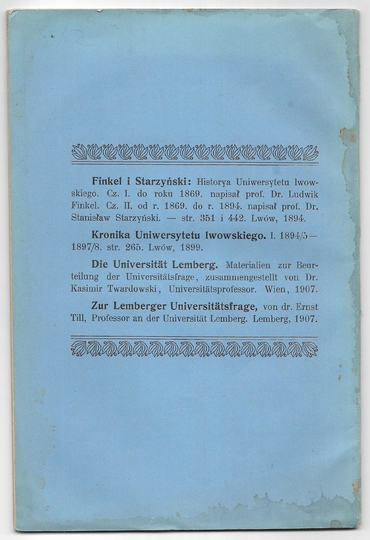 Finkel i Starzyński: Historya Uniwersytetu lwow-
skiego. Cz. I. do roku 1869. napisał prof. Dr. Ludwik
Finkel. Cz. II. od r. 1869. do r. 1894. napisał prof. Dr.
Stanisław Starzyński. — str. 351 i 442. Lwów, 1894.
Kronika Uniwersytetu lwowskiego. I. 1894/5—
1897/8. str. 265. Lwów, 1899.
Die Universität Lemberg. Materialien zur Beur-
teilung der Universitätsfrage, zusammengestellt von Dr.
Kasimir Twardowski, Universitätsprofessor. Wien, 1907.
Zur Lemberger Universitätsfrage, von dr. Ernst
Till, Professor an der Universität Lemberg. Lemberg, 1907.